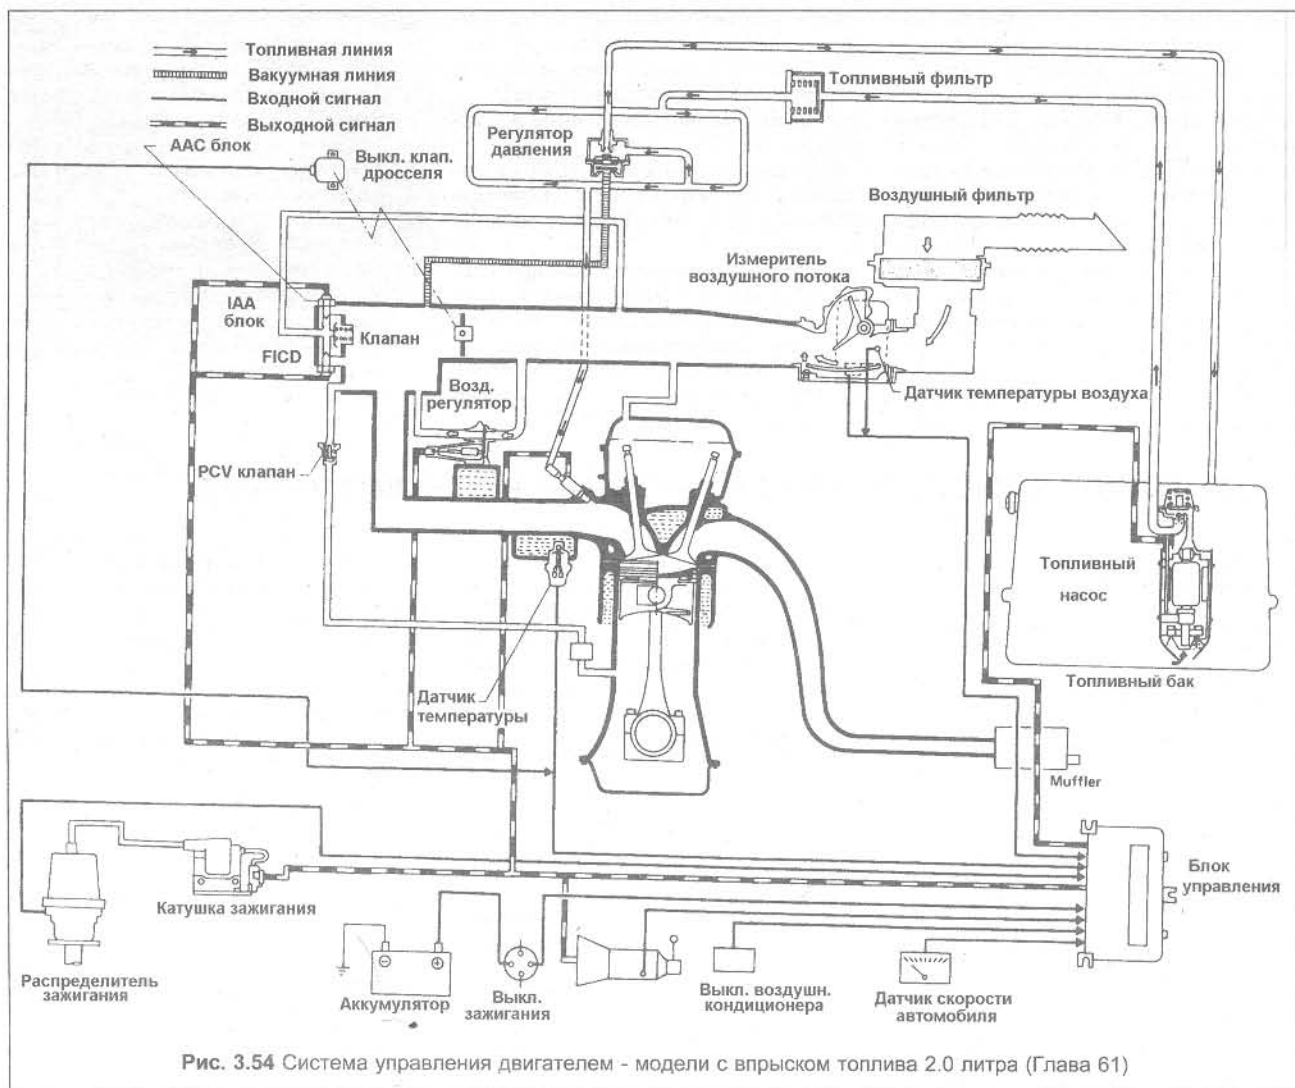 Топливная линия
Вакуумная линия
Входной сигнал
Выходной сигнал
ААС блок
Выкл. клап.
дросселя
Регулятор
давления
Топливный фильтр
Воздушный фильтр
Измеритель
воздушного потока
IAA
блок
FICD
Клапан
Возд.
регулятор
Датчик температуры воздуха
PCV клапан
Топливный
насос
Топливный бак
Датчик
температуры
Muffler
Блок
управления
Катушка зажигания
Распределитель
зажигания
Аккумулятор
Выкл.
зажигания
Выкл. воздушн.
кондиционера
Датчик скорости
автомобиля
Рис. 3.54 Система управления двигателем - модели с впрыском топлива 2.0 литра (Глава 61)